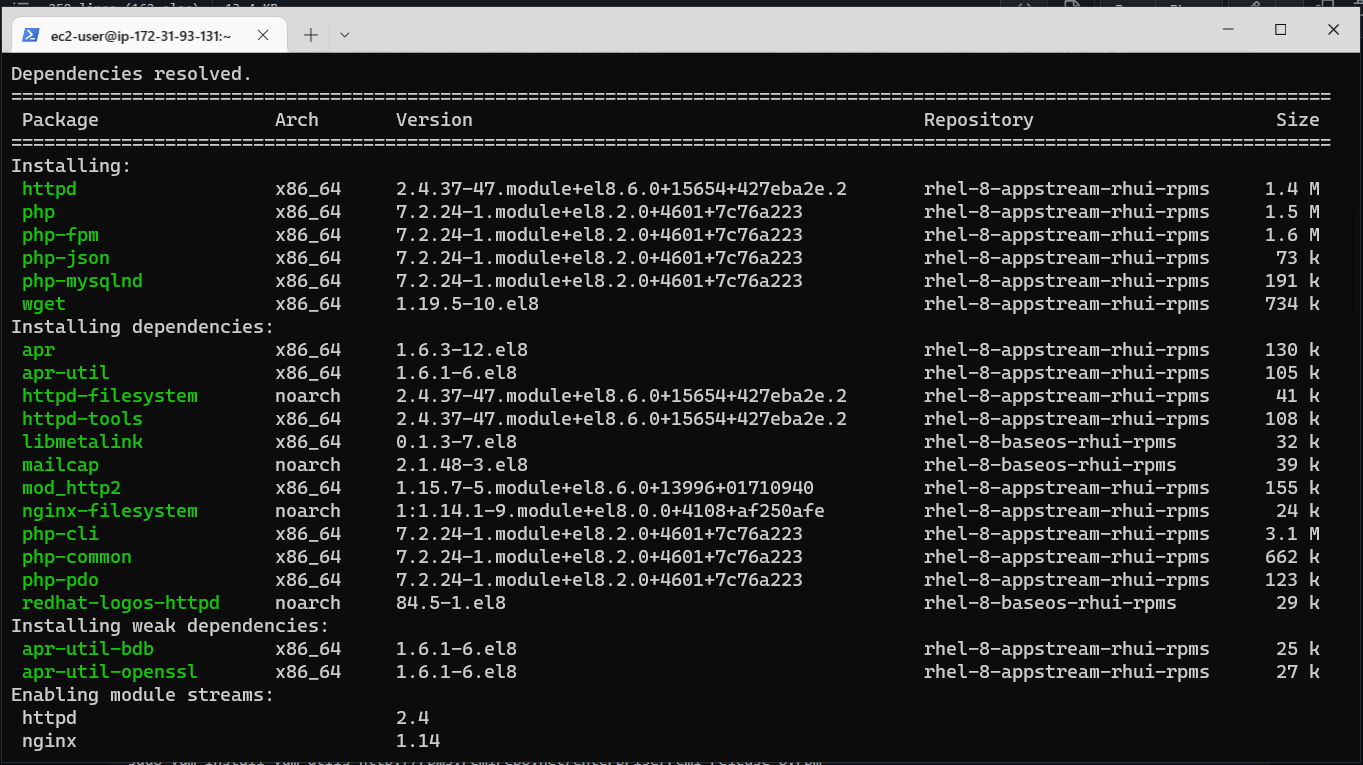 ec2-user@ip-172-31-93-131:~
Dependencies resolved.
========================================================================================================================
Package Arch Version Repository Size
========================================================================================================================
Installing:
httpd x86_64 2.4.37-47.module+el8.6.0+15654+427eba2e.2 rhel-8-appstream-rhui-rpms 1.4 M
php x86_64 7.2.24-1.module+el8.2.0+4601+7c76a223 rhel-8-appstream-rhui-rpms 1.5 M
php-fpm x86_64 7.2.24-1.module+el8.2.0+4601+7c76a223 rhel-8-appstream-rhui-rpms 1.6 M
php-json x86_64 7.2.24-1.module+el8.2.0+4601+7c76a223 rhel-8-appstream-rhui-rpms 73 k
php-mysqlnd x86_64 7.2.24-1.module+el8.2.0+4601+7c76a223 rhel-8-appstream-rhui-rpms 191 k
wget x86_64 1.19.5-10.el8 rhel-8-appstream-rhui-rpms 734 k
Installing dependencies:
apr x86_64 1.6.3-12.el8 rhel-8-appstream-rhui-rpms 130 k
apr-util x86_64 1.6.1-6.el8 rhel-8-appstream-rhui-rpms 105 k
httpd-filesystem noarch 2.4.37-47.module+el8.6.0+15654+427eba2e.2 rhel-8-appstream-rhui-rpms 41 k
httpd-tools x86_64 2.4.37-47.module+el8.6.0+15654+427eba2e.2 rhel-8-appstream-rhui-rpms 108 k
libmetalink x86_64 0.1.3-7.el8 rhel-8-baseos-rhui-rpms 32 k
mailcap noarch 2.1.48-3.el8 rhel-8-baseos-rhui-rpms 39 k
mod_http2 x86_64 1.15.7-5.module+el8.6.0+13996+01710940 rhel-8-appstream-rhui-rpms 155 k
nginx-filesystem noarch 1:1.14.1-9.module+el8.0.0+4108+af250afe rhel-8-appstream-rhui-rpms 24 k
php-cli x86_64 7.2.24-1.module+el8.2.0+4601+7c76a223 rhel-8-appstream-rhui-rpms 3.1 M
php-common x86_64 7.2.24-1.module+el8.2.0+4601+7c76a223 rhel-8-appstream-rhui-rpms 662 k
php-pdo x86_64 7.2.24-1.module+el8.2.0+4601+7c76a223 rhel-8-appstream-rhui-rpms 123 k
redhat-logos-httpd noarch 84.5-1.el8 rhel-8-baseos-rhui-rpms 29 k
Installing weak dependencies:
apr-util-bdb x86_64 1.6.1-6.el8 rhel-8-appstream-rhui-rpms 25 k
apr-util-openssl x86_64 1.6.1-6.el8 rhel-8-appstream-rhui-rpms 27 k
Enabling module streams:
httpd 2.4
nginx 1.14